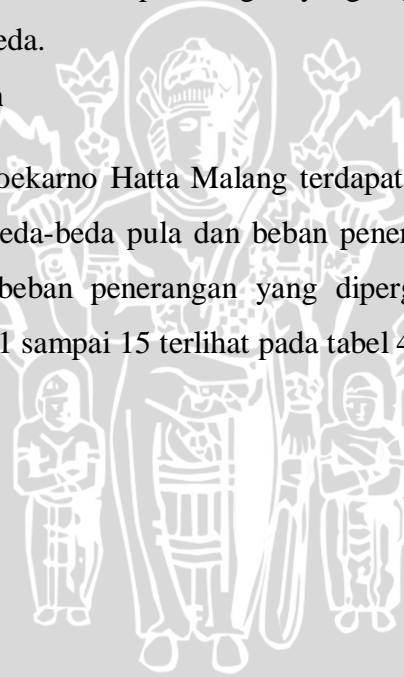 eda.
oekarno Hatta Malang terdapat
eda-beda pula dan beban pener
beban penerangan yang diperg
1 sampai 15 terlihat pada tabel 4